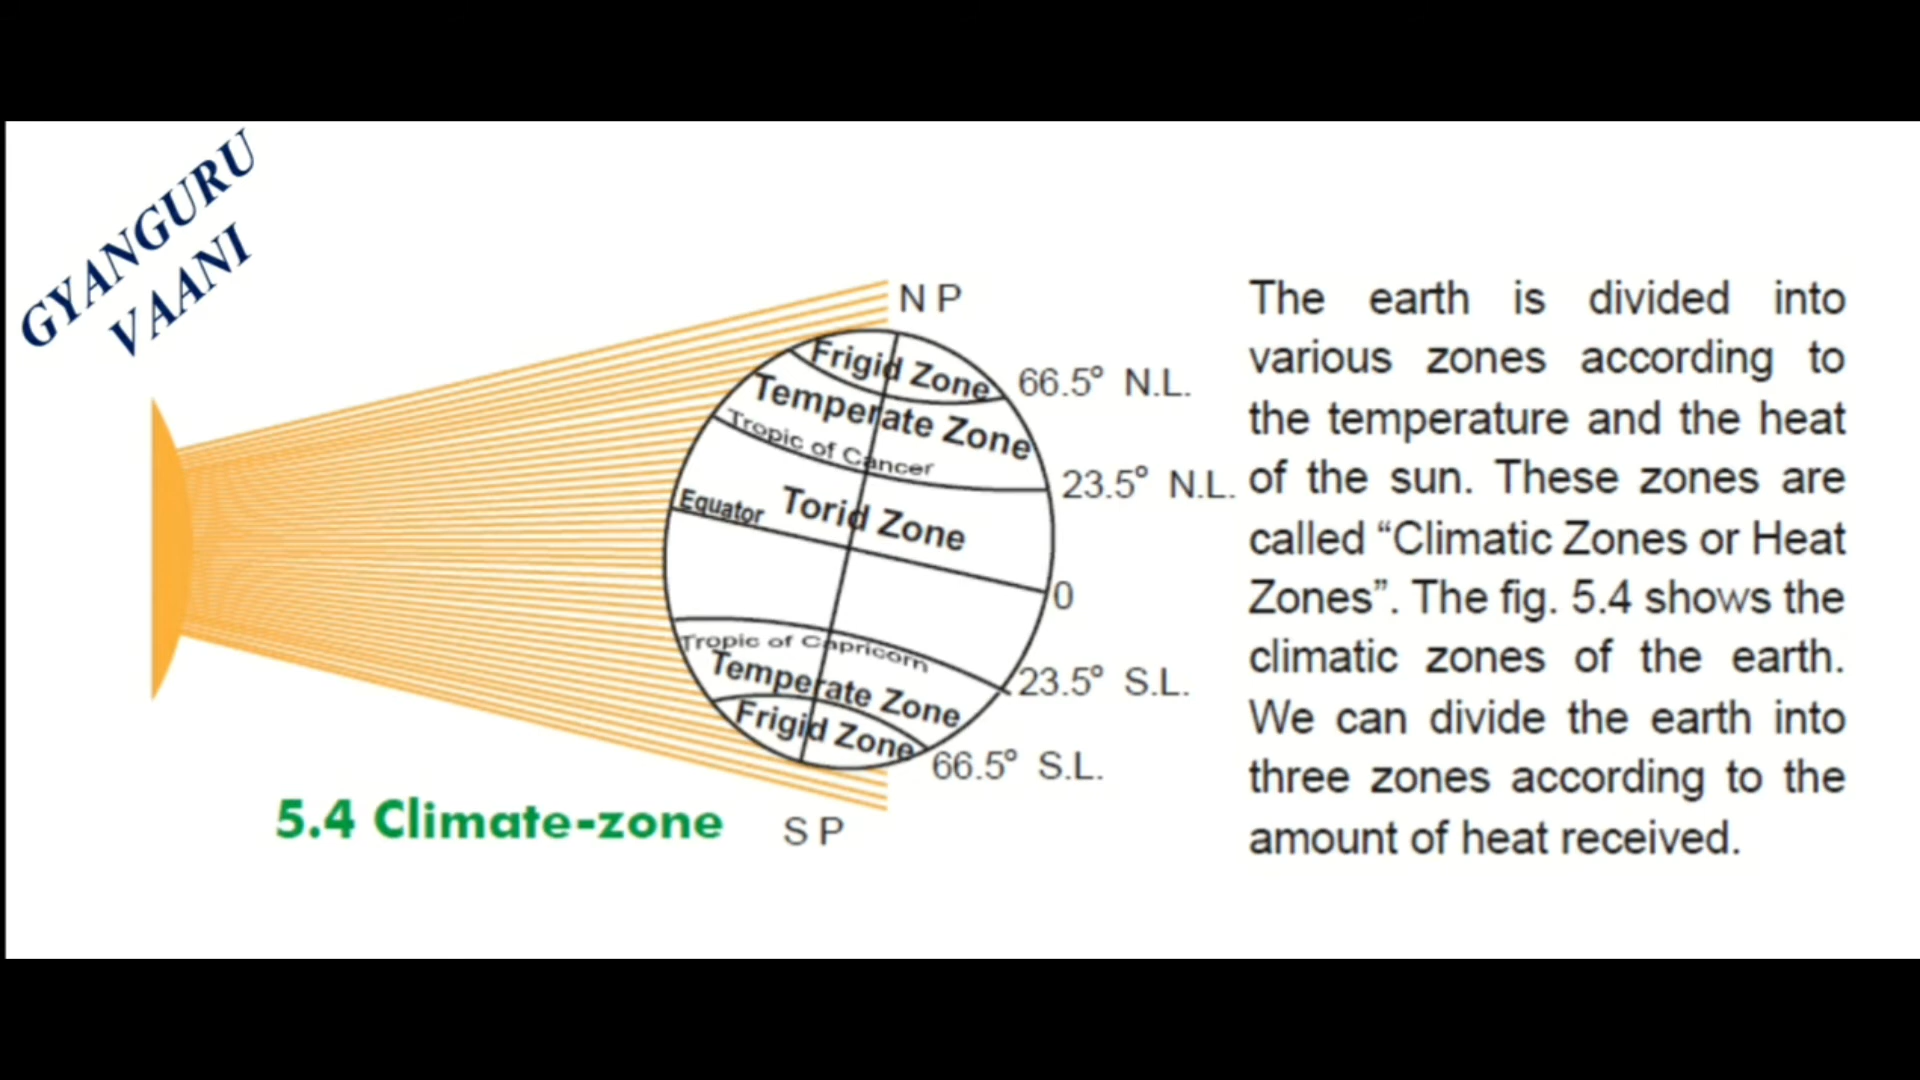 GYANGURU
VAANI
N P
Frigid Zone
66.5° N.L.
Temperate Zone
Tropic of Cancer
23.5° N.L.
Torid Zone
Equator
0
Tropic of Capricorn
23.5° S.L.
Temperate Zone
Frigid Zone
66.5° S.L.
S P
5.4 Climate-zone
The earth is divided into
various zones according to
the temperature and the heat
of the sun. These zones are
called “Climatic Zones or Heat
Zones”. The fig. 5.4 shows the
climatic zones of the earth.
We can divide the earth into
three zones according to the
amount of heat received.